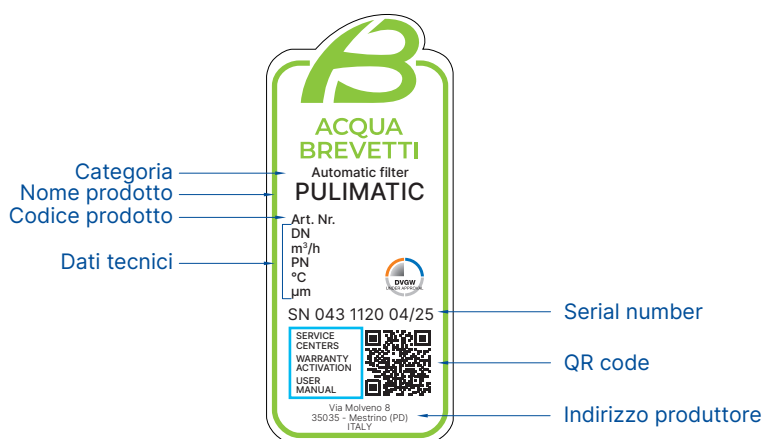 ACQUA
BREVETTI
Categoria
Automatic filter
Nome prodotto
PULIMATIC
Codice prodotto
Art. Nr.
DN
m³/h
Dati tecnici
PN
°C
µm
DVGW
UNDER APPROVAL
SN 043 1120 04/25
Serial number
SERVICE
CENTERS
WARRANTY
ACTIVATION
USER
MANUAL
QR code
Via Molveno 8
35035 - Mestrino (PD)
ITALY
Indirizzo produttore